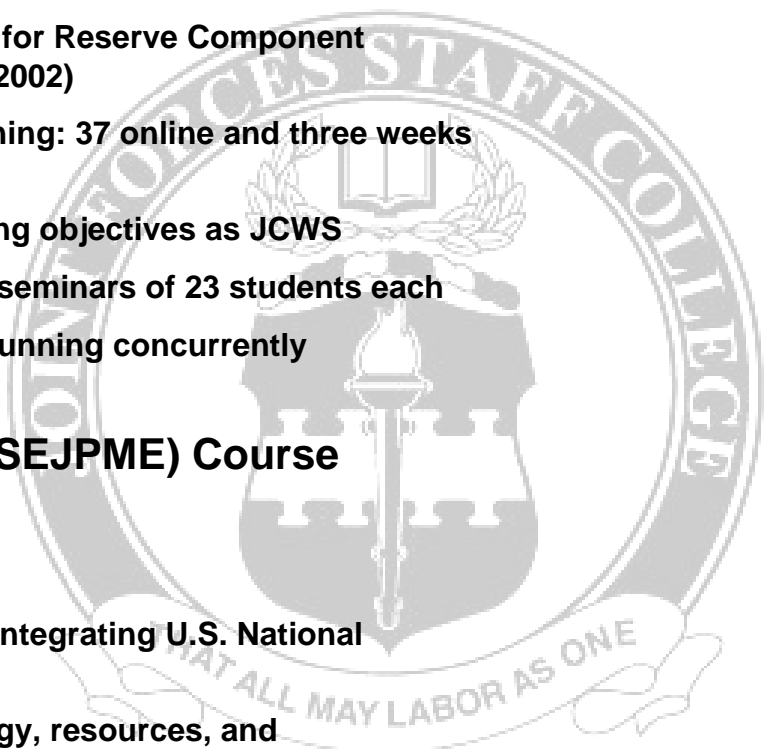 for Reserve Component
2002)
ning: 37 online and three weeks
ng objectives as JCWS
seminars of 23 students each
unning concurrently
SEJPME) Course
ntegrating U.S. National
gy, resources, and
JOINT FORCES STAFF COLLEGE
THAT ALL MAY LABOR AS ONE